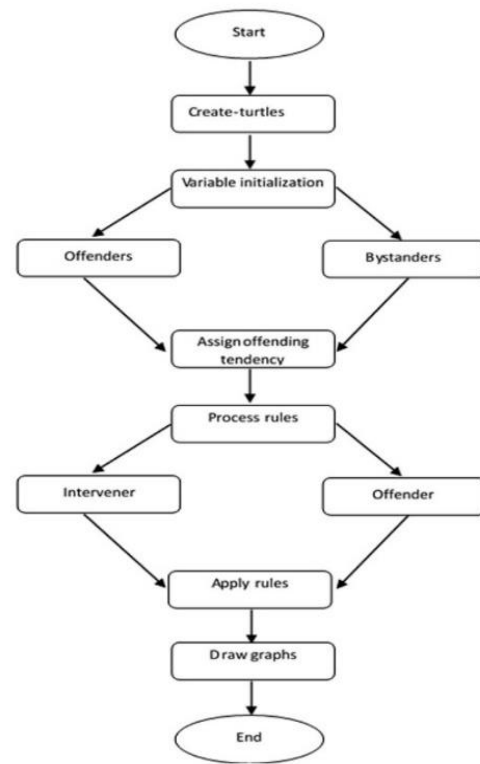 Start
Create-turtles
Variable initialization
Offenders
Bystanders
Assign offending
tendency
Process rules
Intervener
Offender
Apply rules
Draw graphs
End